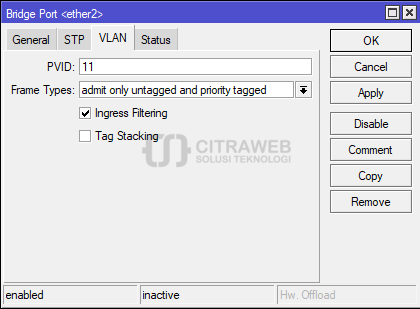 Bridge Port <ether2>
General STP VLAN Status
PVID: 11
Frame Types: admit only untagged and priority tagged
Ingress Filtering
Tag Stacking
OK
Cancel
Apply
Disable
Comment
Copy
Remove
CITRAWEB
SOLUSI TEKNOLOGI
enabled inactive Hw. Offload